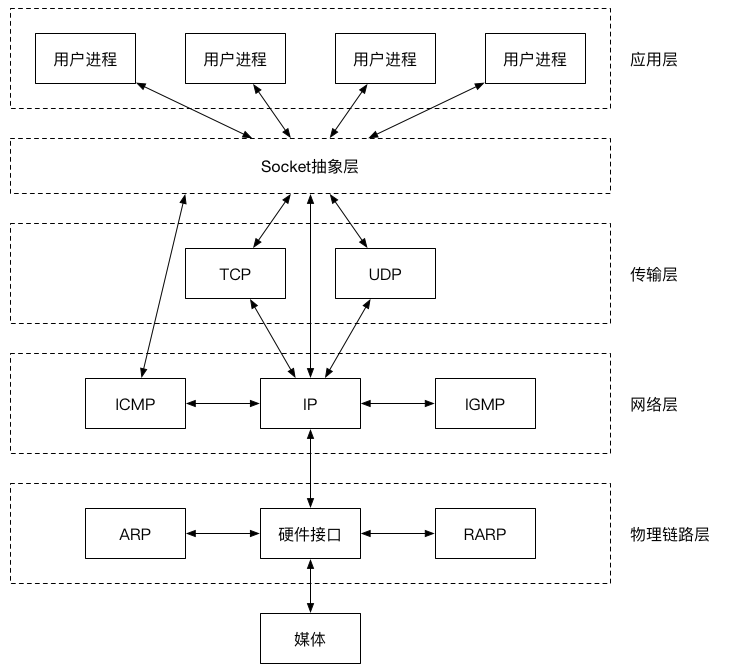 用户进程
用户进程
用户进程
用户进程
应用层
Socket抽象层
TCP
UDP
传输层
ICMP
IP
IGMP
网络层
ARP
硬件接口
RARP
物理链路层
媒体